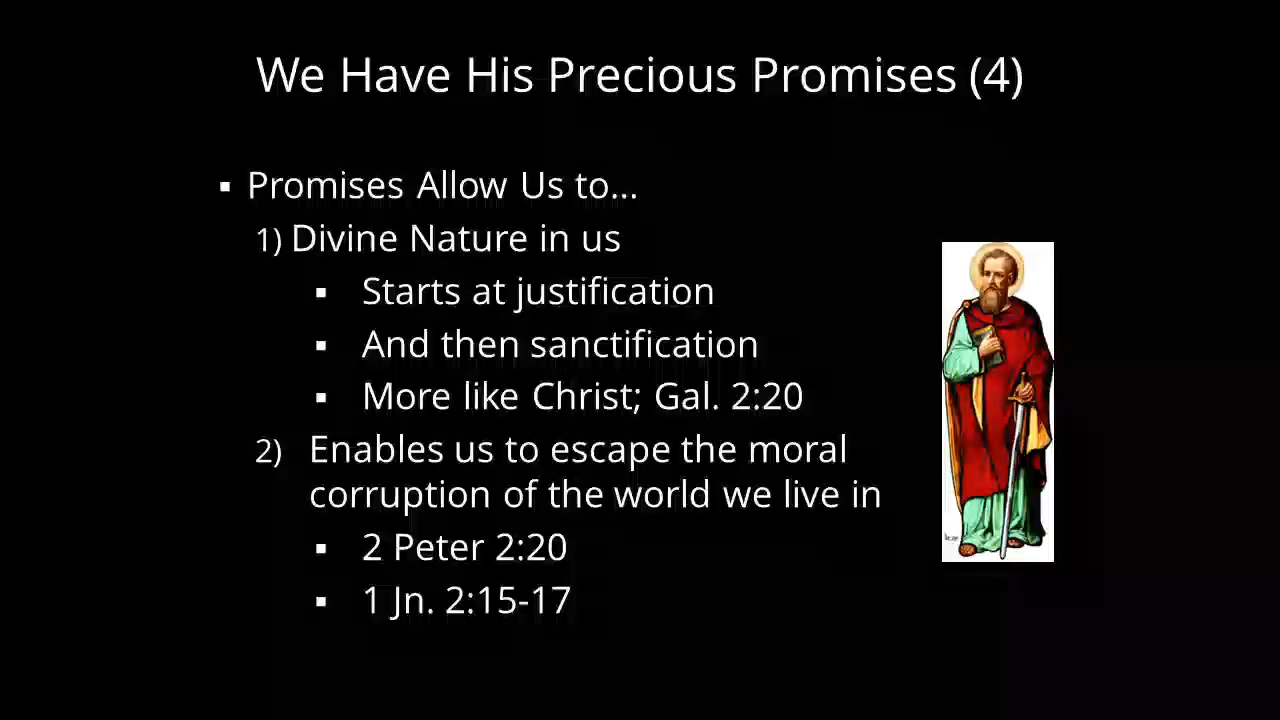 We Have His Precious Promises (4)
▪ Promises Allow Us to...
1) Divine Nature in us
▪ Starts at justification
▪ And then sanctification
▪ More like Christ; Gal. 2:20
2) Enables us to escape the moral
corruption of the world we live in
▪ 2 Peter 2:20
▪ 1 Jn. 2:15-17